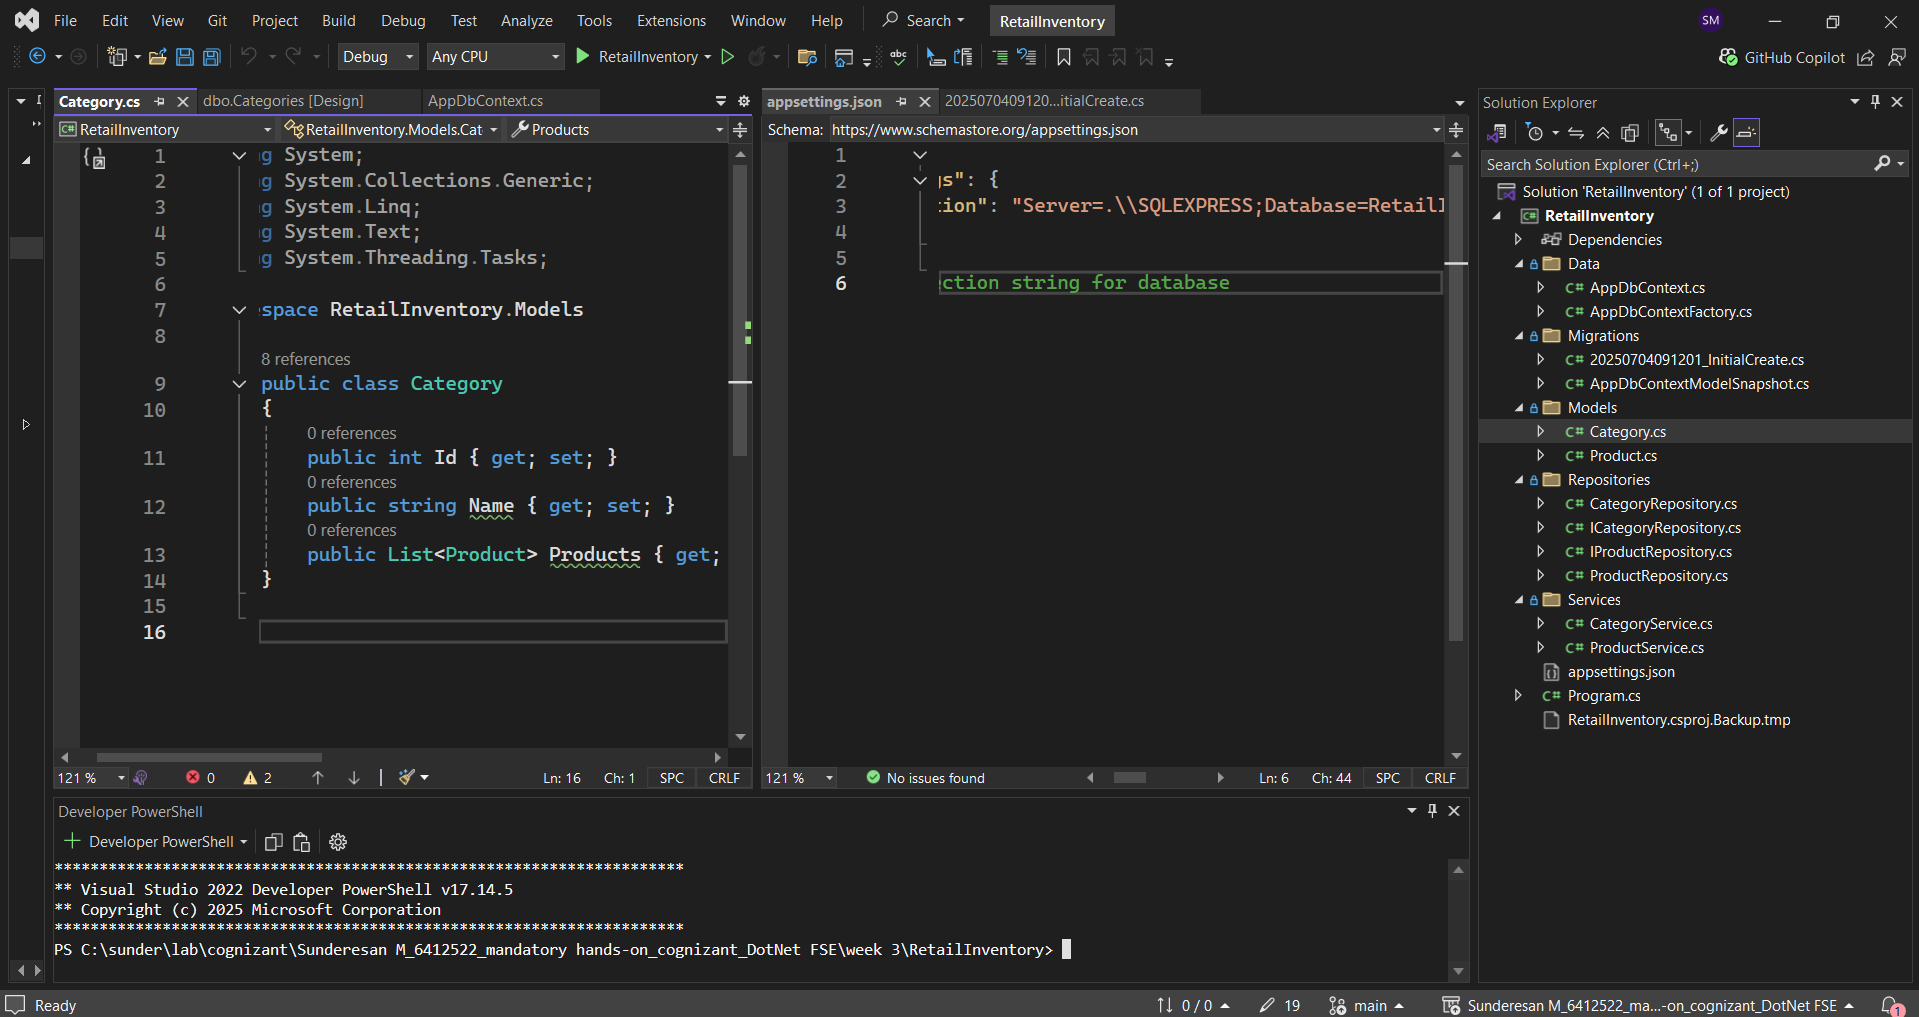 File Edit View Git Project Build Debug Test Analyze Tools Extensions Window Help Search RetailInventory SM
Debug Any CPU RetailInventory abc GitHub Copilot
Category.cs dbo.Categories [Design] AppDbContext.cs
RetailInventory RetailInventory.Models.Cat Products
1 g System;
2 g System.Collections.Generic;
3 g System.Linq;
4 g System.Text;
5 g System.Threading.Tasks;
6
7 space RetailInventory.Models
8
8 references
9 public class Category
10 {
0 references
11 public int Id { get; set; }
0 references
12 public string Name { get; set; }
0 references
13 public List<Product> Products { get;
14 }
15
16
121 % 0 2 Ln: 16 Ch: 1 SPC CRLF
appsettings.json 2025070409120...itialCreate.cs
Schema: https://www.schemastore.org/appsettings.json
1
2 gs": {
3 tion": "Server=.\\SQLEXPRESS;Database=RetailI
4
5
6 ction string for database
121 % No issues found Ln: 6 Ch: 44 SPC CRLF
Solution Explorer
Search Solution Explorer (Ctrl+;)
Solution 'RetailInventory' (1 of 1 project)
C# RetailInventory
Dependencies
Data
C# AppDbContext.cs
C# AppDbContextFactory.cs
Migrations
C# 20250704091201_InitialCreate.cs
C# AppDbContextModelSnapshot.cs
Models
C# Category.cs
C# Product.cs
Repositories
C# CategoryRepository.cs
C# ICategoryRepository.cs
C# IProductRepository.cs
C# ProductRepository.cs
Services
C# CategoryService.cs
C# ProductService.cs
appsettings.json
C# Program.cs
RetailInventory.csproj.Backup.tmp
Developer PowerShell
Developer PowerShell
**********************************************************************
** Visual Studio 2022 Developer PowerShell v17.14.5
** Copyright (c) 2025 Microsoft Corporation
**********************************************************************
PS C:\sunder\lab\cognizant\Sunderesan M_6412522_mandatory hands-on_cognizant_DotNet FSE\week 3\RetailInventory>
Ready 0 / 0 19 main Sunderesan M_6412522_ma...-on_cognizant_DotNet FSE 1